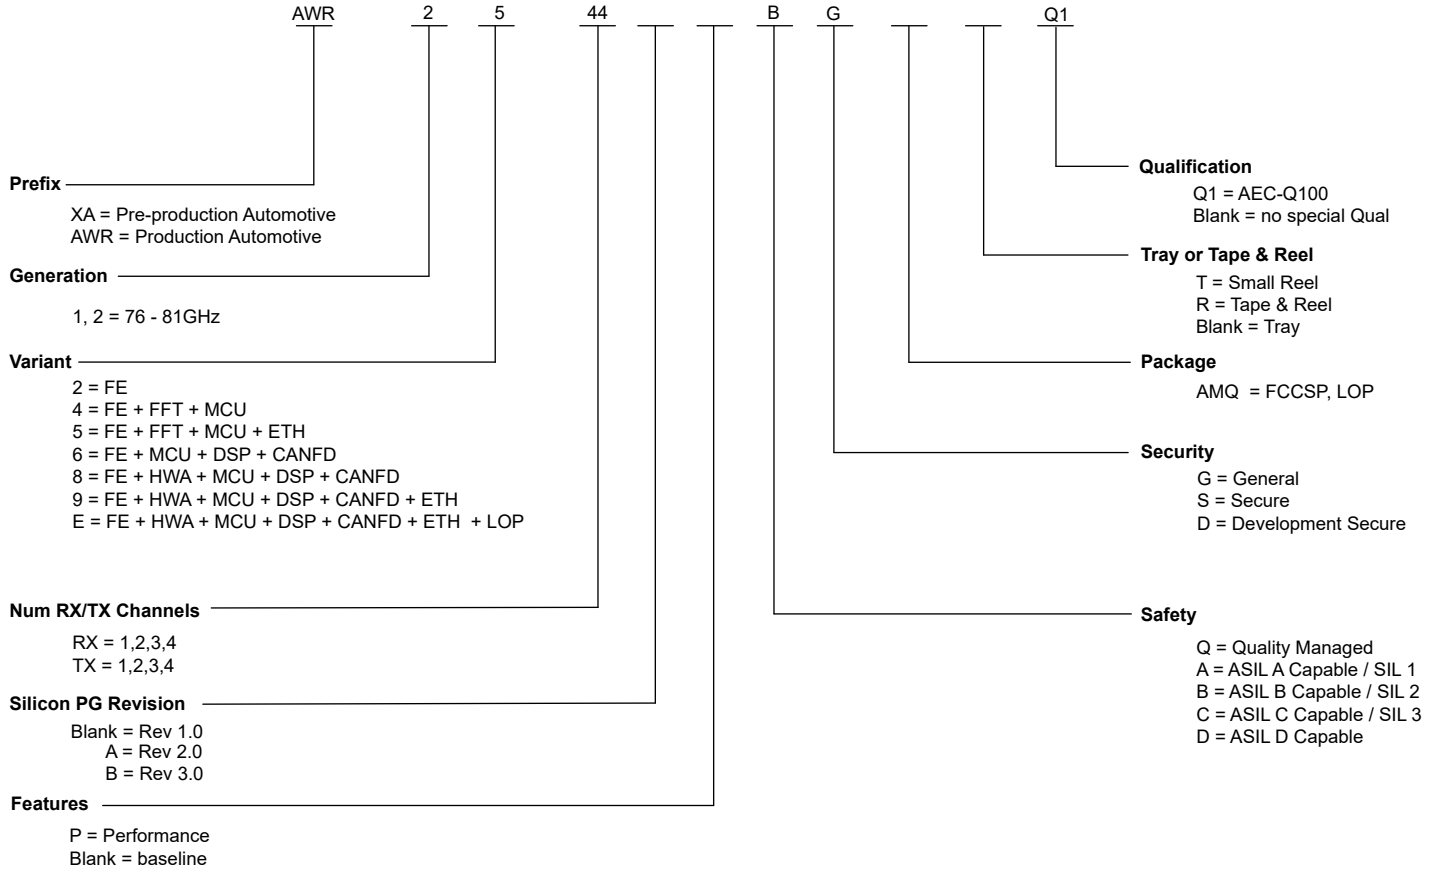 AWR 2 5 44 B G Q1
Prefix
XA = Pre-production Automotive
AWR = Production Automotive
Generation
1, 2 = 76 - 81GHz
Variant
2 = FE
4 = FE + FFT + MCU
5 = FE + FFT + MCU + ETH
6 = FE + MCU + DSP + CANFD
8 = FE + HWA + MCU + DSP + CANFD
9 = FE + HWA + MCU + DSP + CANFD + ETH
E = FE + HWA + MCU + DSP + CANFD + ETH + LOP
Num RX/TX Channels
RX = 1,2,3,4
TX = 1,2,3,4
Silicon PG Revision
Blank = Rev 1.0
A = Rev 2.0
B = Rev 3.0
Features
P = Performance
Blank = baseline
Qualification
Q1 = AEC-Q100
Blank = no special Qual
Tray or Tape & Reel
T = Small Reel
R = Tape & Reel
Blank = Tray
Package
AMQ = FCCSP, LOP
Security
G = General
S = Secure
D = Development Secure
Safety
Q = Quality Managed
A = ASIL A Capable / SIL 1
B = ASIL B Capable / SIL 2
C = ASIL C Capable / SIL 3
D = ASIL D Capable